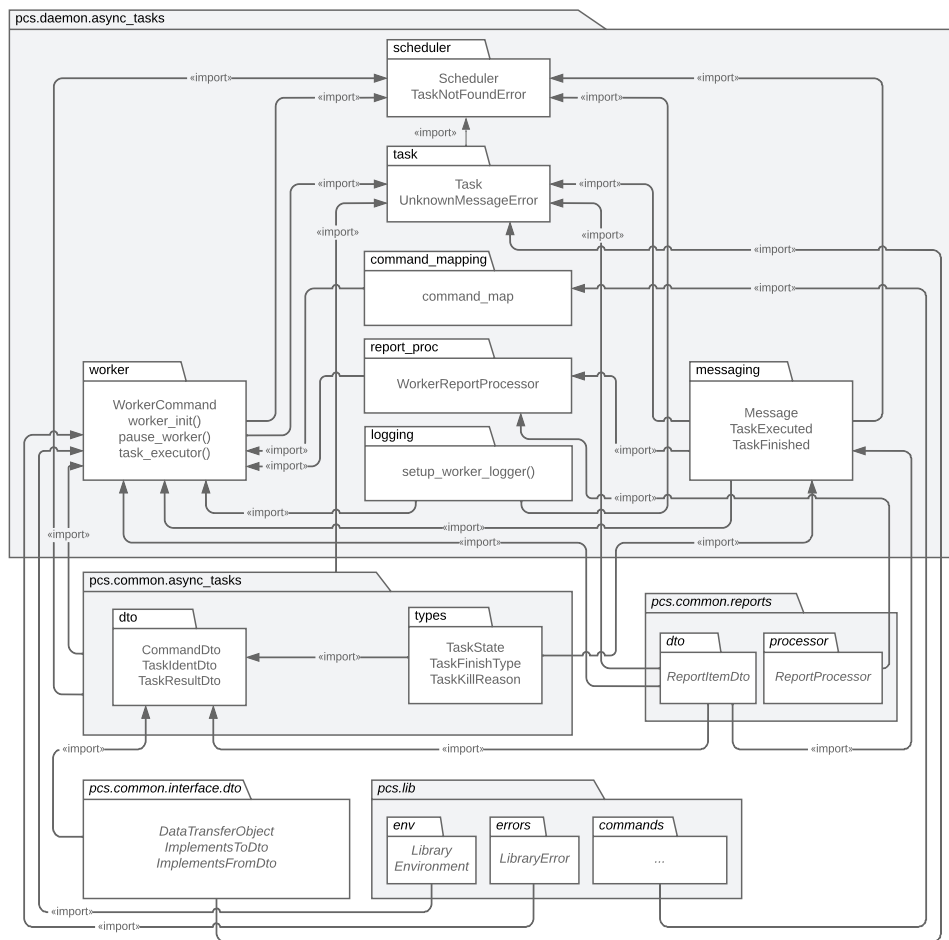 pcs.daemon.async_tasks
scheduler
«import»
Scheduler
«import»
TaskNotFoundError
«import»
«import»
«import»
task
«import»
Task
«import»
UnknownMessageError
«import»
«import»
«import»
command_mapping
command_map
«import»
report_proc
WorkerReportProcessor
worker
WorkerCommand
worker_init()
pause_worker()
task_executor()
messaging
Message
TaskExecuted
TaskFinished
logging
«import»
«import»
«import»
setup_worker_logger()
«import»
«import»
«import»
«import»
«import»
«import»
pcs.common.async_tasks
dto
CommandDto
TaskIdentDto
TaskResultDto
«import»
types
TaskState
TaskFinishType
TaskKillReason
pcs.common.reports
dto
ReportItemDto
processor
ReportProcessor
«import»
«import»
«import»
pcs.common.interface.dto
DataTransferObject
ImplementsToDto
ImplementsFromDto
pcs.lib
env
Library
Environment
errors
LibraryError
commands
...
«import»
«import»